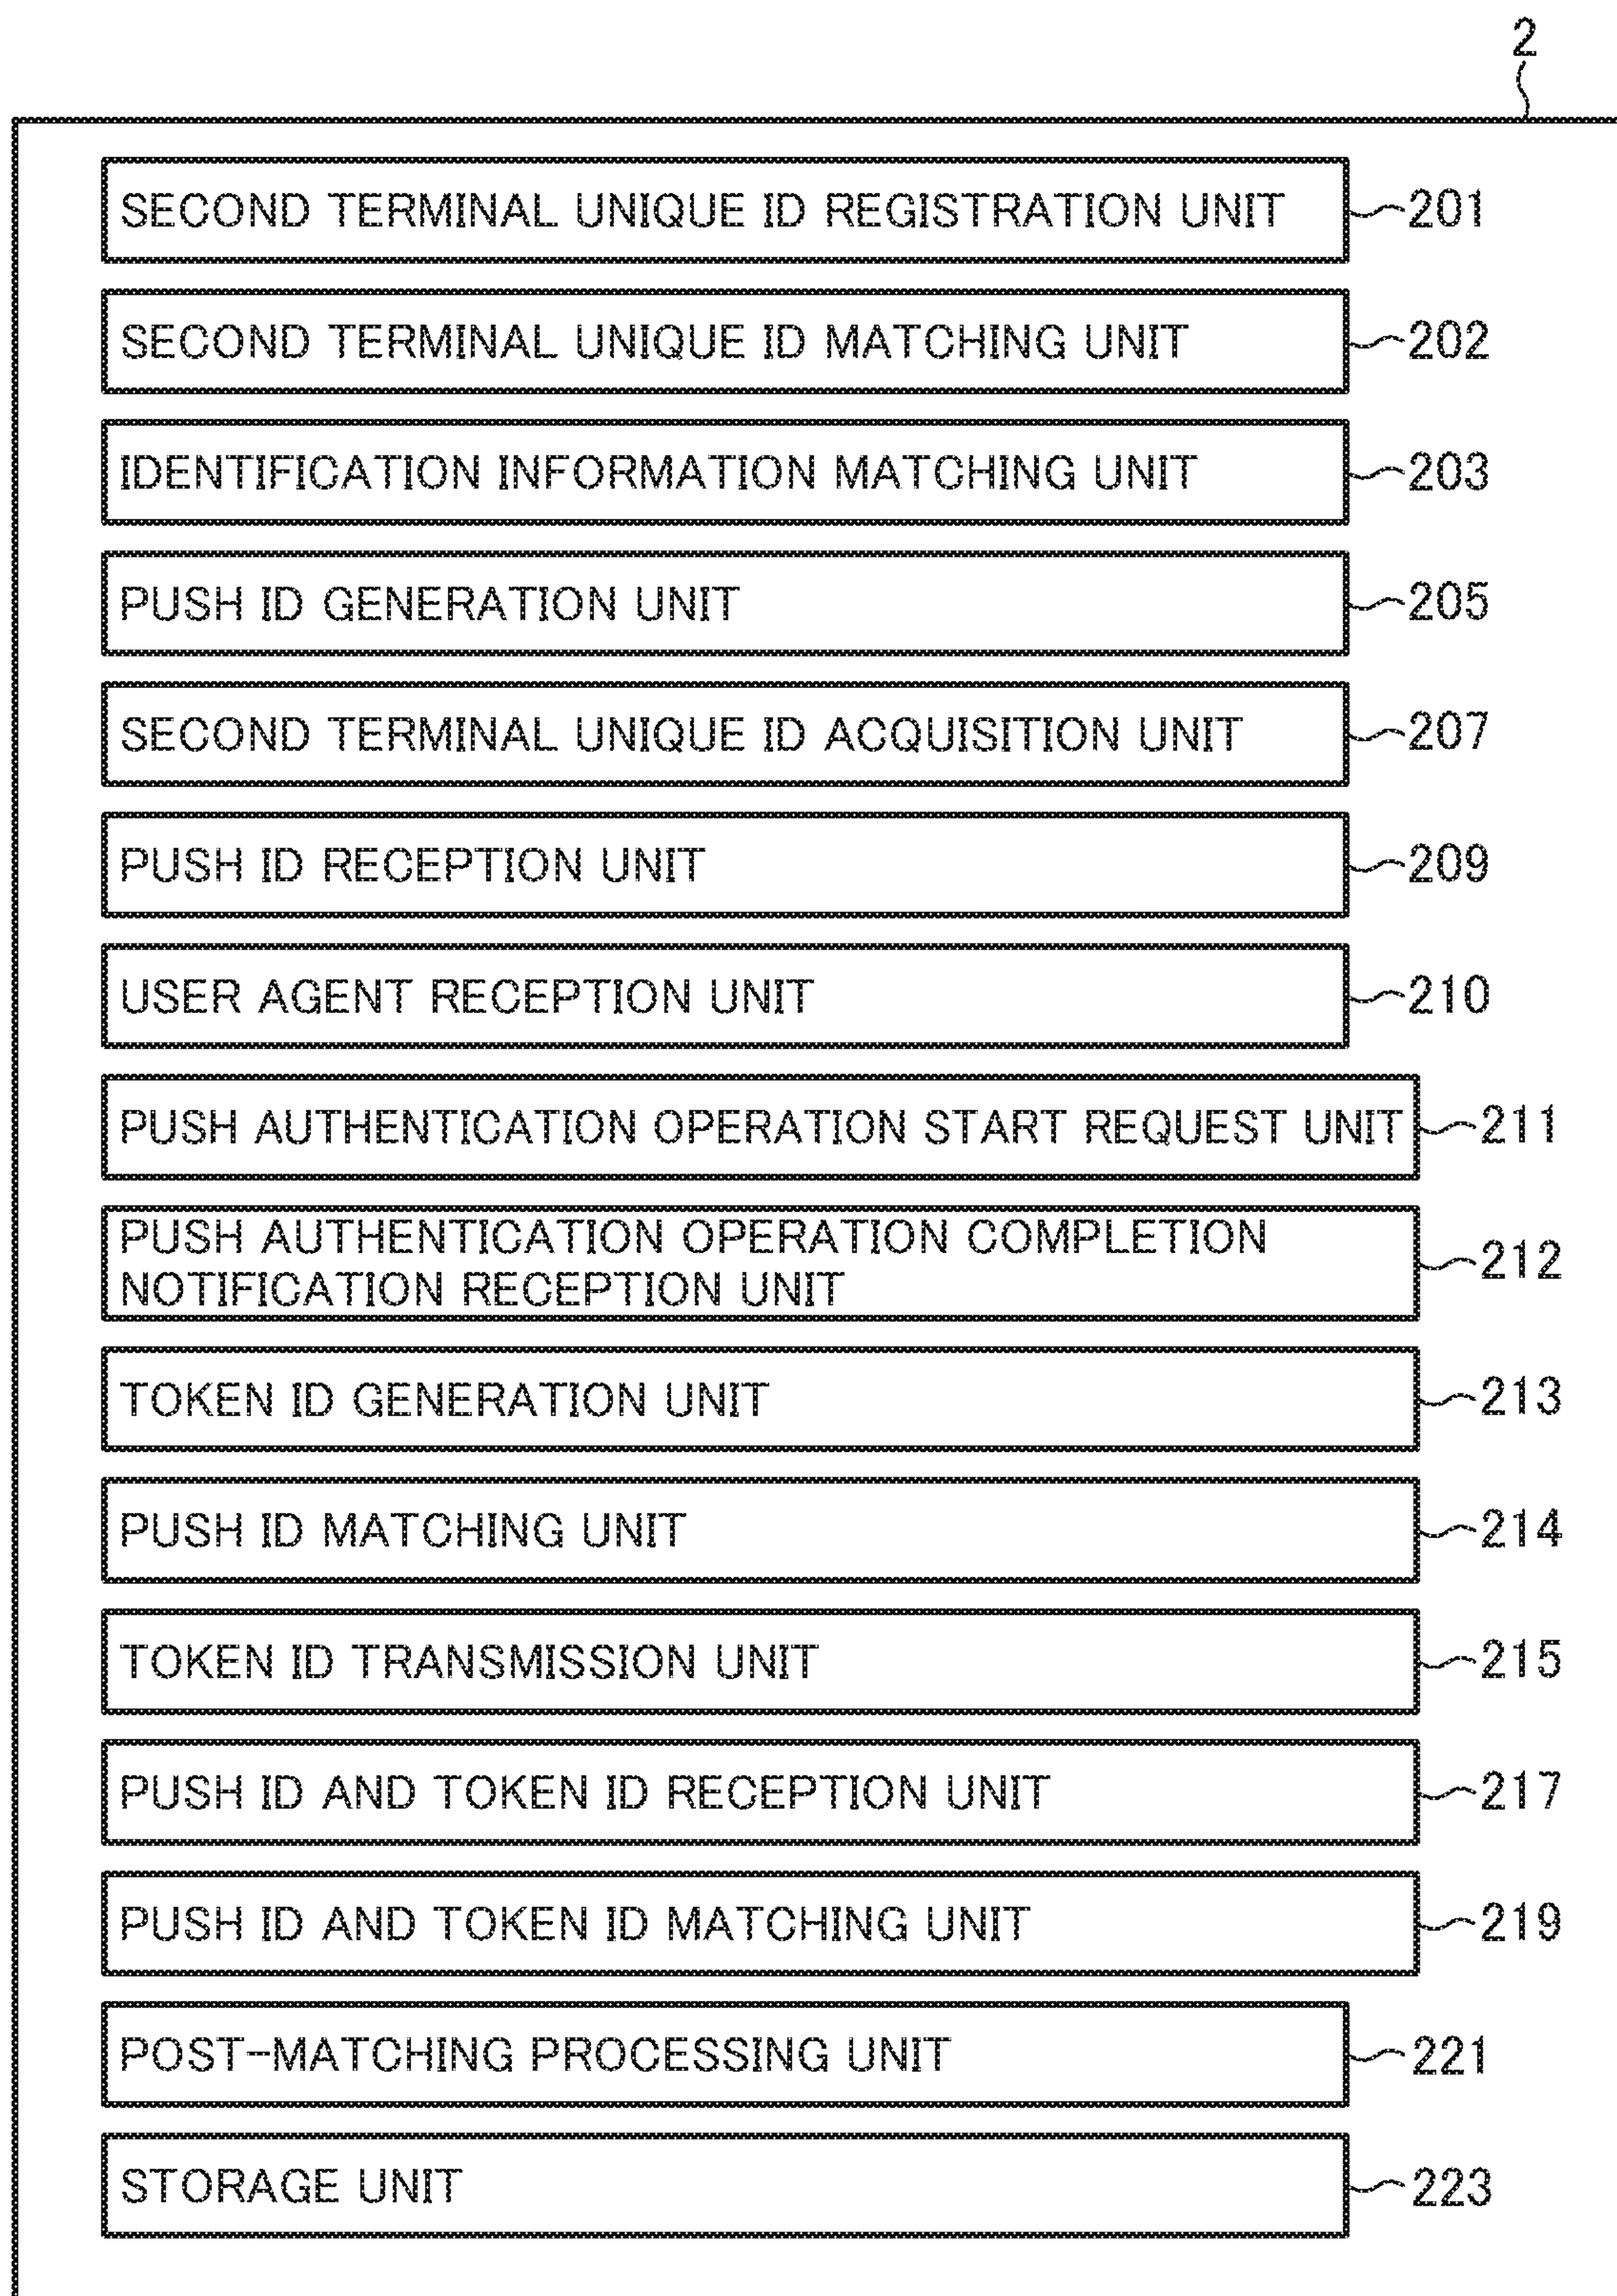 2
SECOND TERMINAL UNIQUE ID REGISTRATION UNIT 201
SECOND TERMINAL UNIQUE ID MATCHING UNIT 202
IDENTIFICATION INFORMATION MATCHING UNIT 203
PUSH ID GENERATION UNIT 205
SECOND TERMINAL UNIQUE ID ACQUISITION UNIT 207
PUSH ID RECEPTION UNIT 209
USER AGENT RECEPTION UNIT 210
PUSH AUTHENTICATION OPERATION START REQUEST UNIT 211
PUSH AUTHENTICATION OPERATION COMPLETION
NOTIFICATION RECEPTION UNIT 212
TOKEN ID GENERATION UNIT 213
PUSH ID MATCHING UNIT 214
TOKEN ID TRANSMISSION UNIT 215
PUSH ID AND TOKEN ID RECEPTION UNIT 217
PUSH ID AND TOKEN ID MATCHING UNIT 219
POST-MATCHING PROCESSING UNIT 221
STORAGE UNIT 223